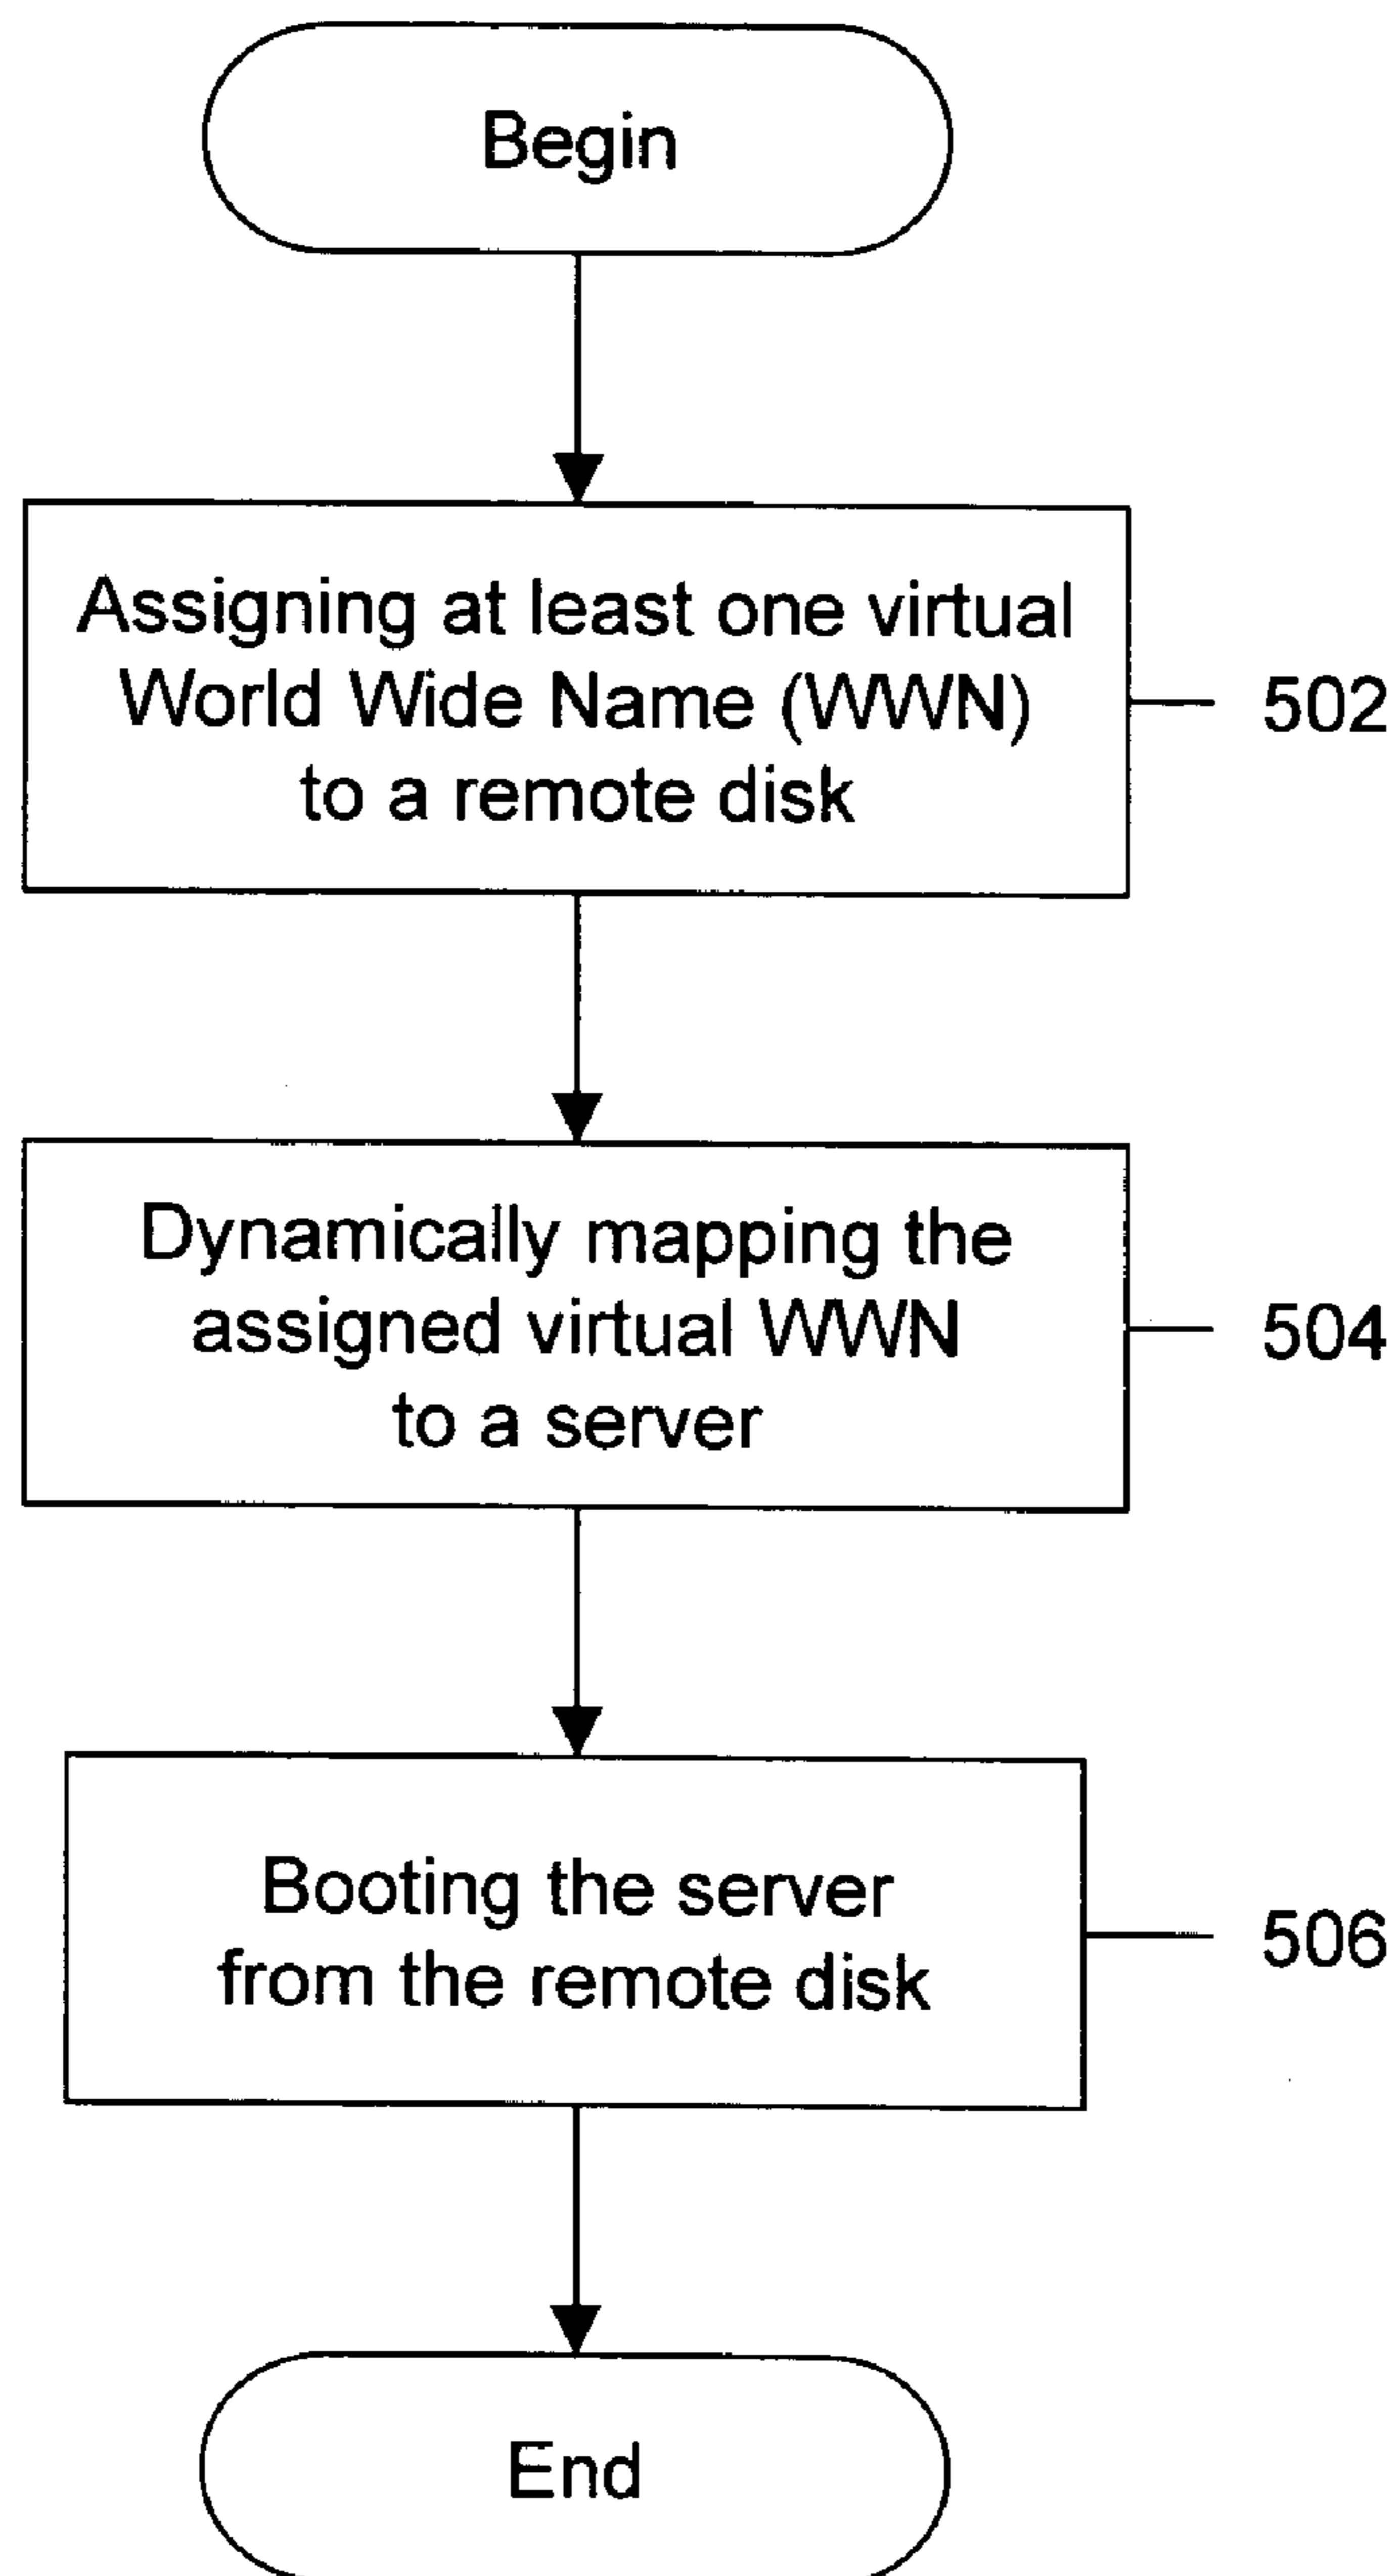 Begin
Assigning at least one virtual
World Wide Name (WWN)
to a remote disk
502
Dynamically mapping the
assigned virtual WWN
to a server
504
Booting the server
from the remote disk
506
End